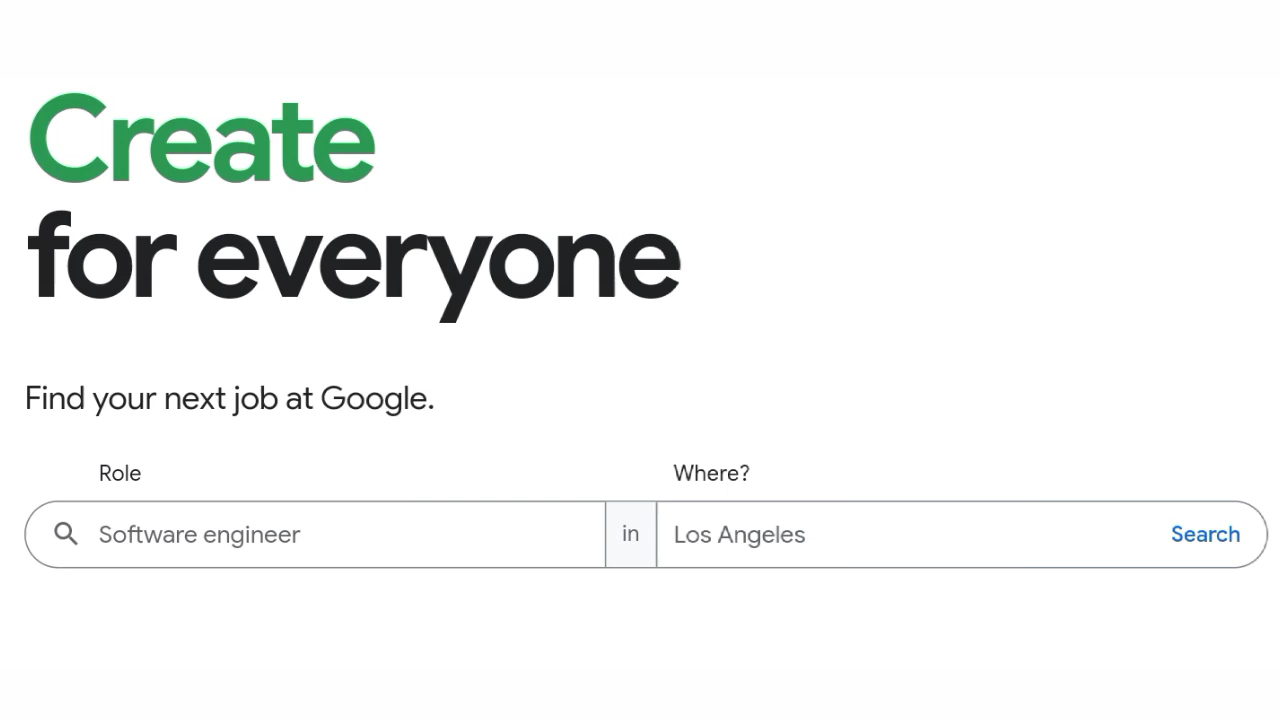 Create
for everyone
Find your next job at Google.
Role
Where?
Software engineer
in
Los Angeles
Search